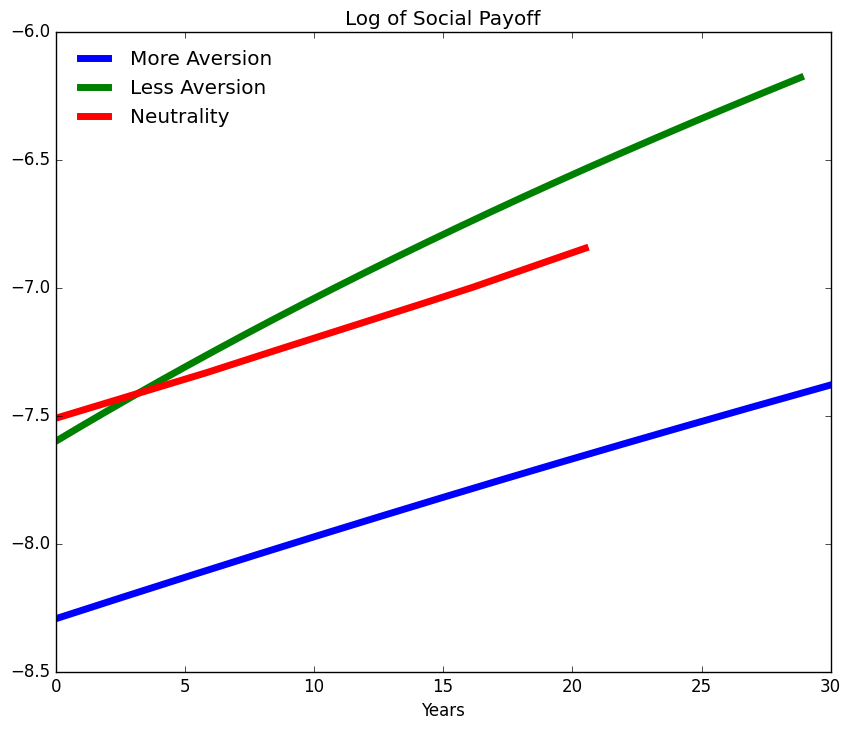 Log of Social Payoff
−6.0
More Aversion
Less Aversion
Neutrality
−6.5
−7.0
−7.5
−8.0
−8.5
0 5 10 15 20 25 30
Years